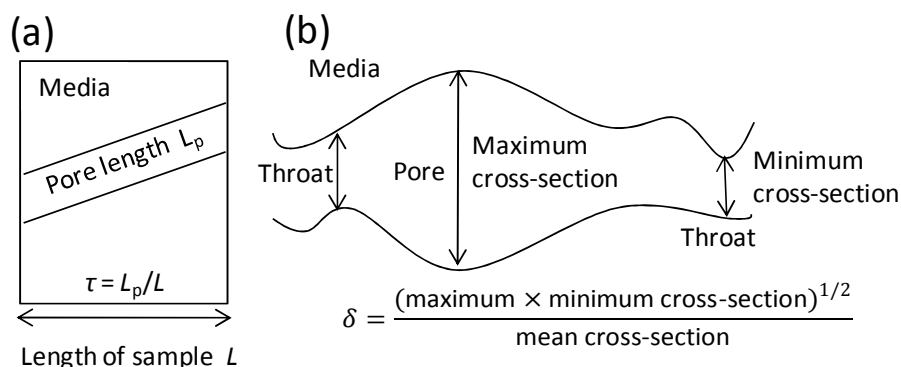 (a)
Media
Pore length Lₚ
τ = Lₚ/L
Length of sample L
(b)
Media
Throat
Pore
Maximum
cross-section
Minimum
cross-section
Throat
δ = (maximum × minimum cross-section)^1/2 / mean cross-section